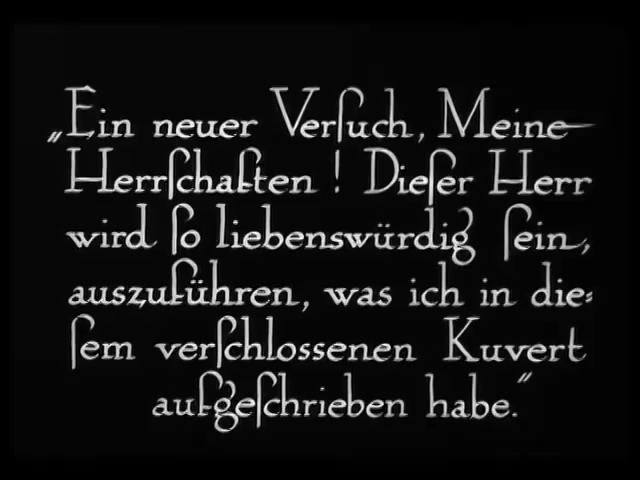 „Ein neuer Verſuch, Meine
Herrſchaften! Dieſer Herr
wird ſo liebenswürdig ſein,
auszuführen, was ich in die=
ſem verſchlossenen Kuvert
aufgeſchrieben habe.“